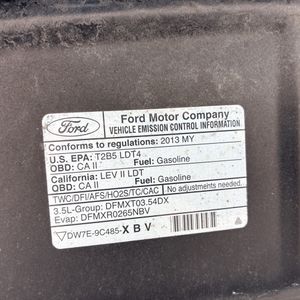 Ford
Ford Motor Company
VEHICLE EMISSION CONTROL INFORMATION
Conforms to regulations: 2013 MY
U.S. EPA: T2B5 LDT4
OBD: CA II Fuel: Gasoline
California: LEV II LDT
OBD: CA II Fuel: Gasoline
TWC/DFI/AFS/HO2S/TC/CAC No adjustments needed.
3.5L-Group: DFMXT03.54DX
Evap: DFMXR0265NBV
DW7E-9C485-X B V